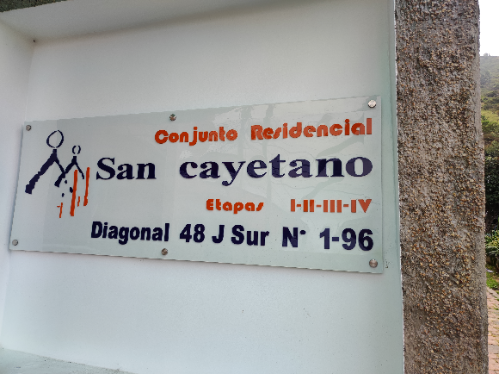 Conjunto Residencial
San cayetano
Etapas I-II-III-IV
Diagonal 48 J Sur N° 1-96